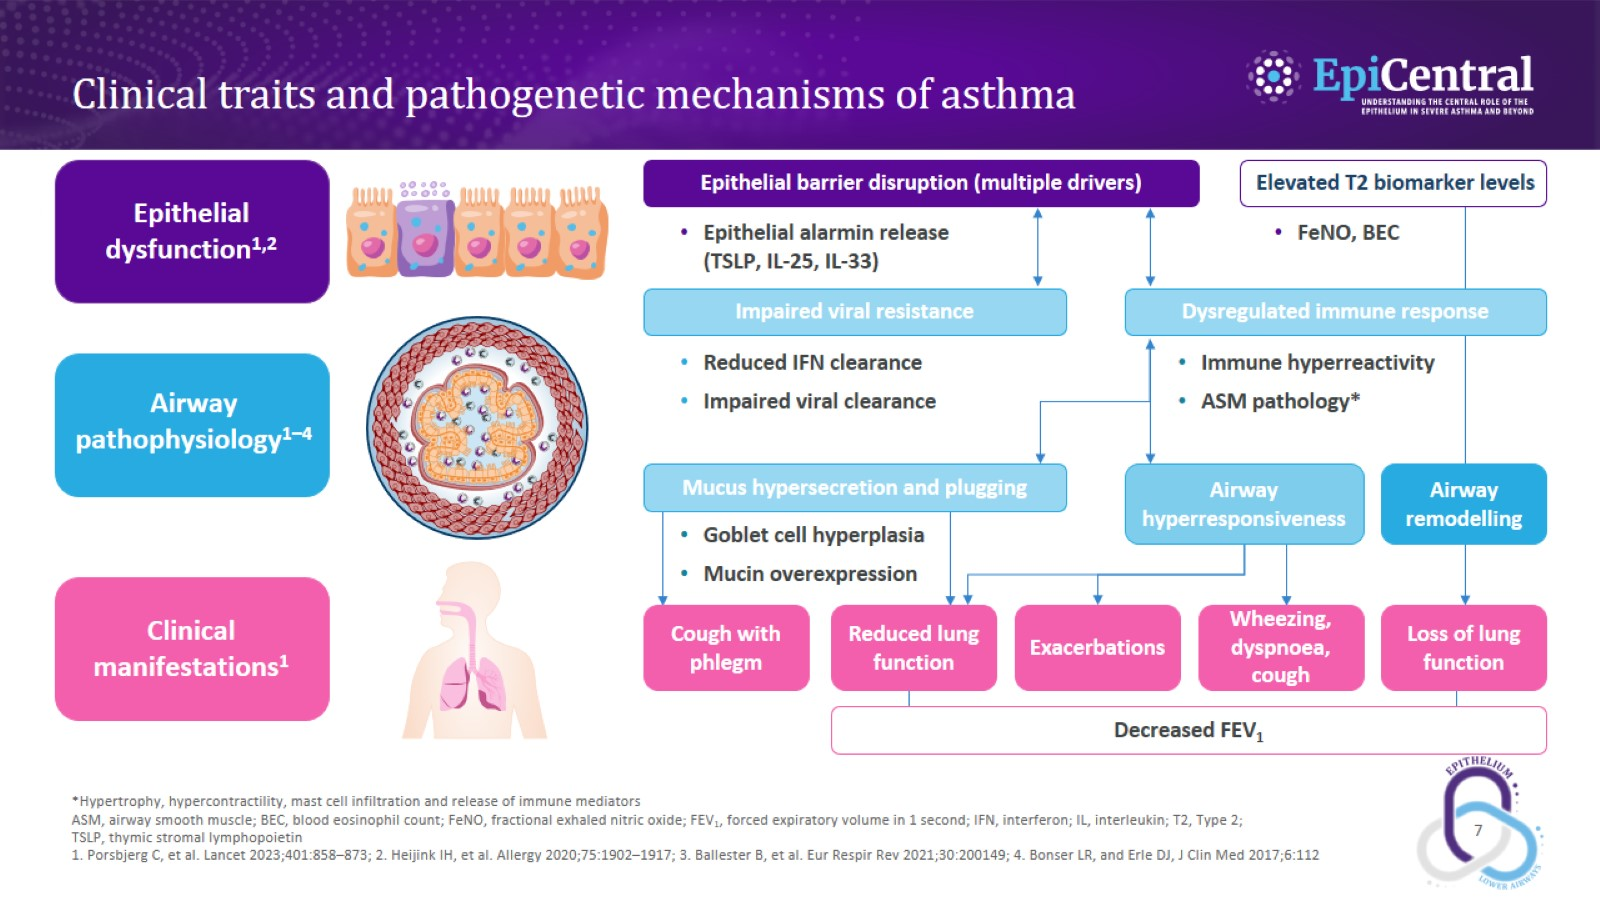 Clinical traits and pathogenetic mechanisms of asthma
EpiCentral
UNDERSTANDING THE CENTRAL ROLE OF THE
EPITHELIUM IN SEVERE ASTHMA AND BEYOND
Epithelial
dysfunction1,2
Epithelial barrier disruption (multiple drivers)
• Epithelial alarmin release
(TSLP, IL-25, IL-33)
Elevated T2 biomarker levels
• FeNO, BEC
Impaired viral resistance
• Reduced IFN clearance
• Impaired viral clearance
Dysregulated immune response
• Immune hyperreactivity
• ASM pathology*
Airway
pathophysiology1–4
Mucus hypersecretion and plugging
• Goblet cell hyperplasia
• Mucin overexpression
Airway
hyperresponsiveness
Airway
remodelling
Clinical
manifestations1
Cough with
phlegm
Reduced lung
function
Exacerbations
Wheezing,
dyspnoea,
cough
Loss of lung
function
Decreased FEV1
*Hypertrophy, hypercontractility, mast cell infiltration and release of immune mediators
ASM, airway smooth muscle; BEC, blood eosinophil count; FeNO, fractional exhaled nitric oxide; FEV1, forced expiratory volume in 1 second; IFN, interferon; IL, interleukin; T2, Type 2;
TSLP, thymic stromal lymphopoietin
1. Porsbjerg C, et al. Lancet 2023;401:858–873; 2. Heijink IH, et al. Allergy 2020;75:1902–1917; 3. Ballester B, et al. Eur Respir Rev 2021;30:200149; 4. Bonser LR, and Erle DJ, J Clin Med 2017;6:112
EPITHELIUM
7
LOWER AIRWAYS